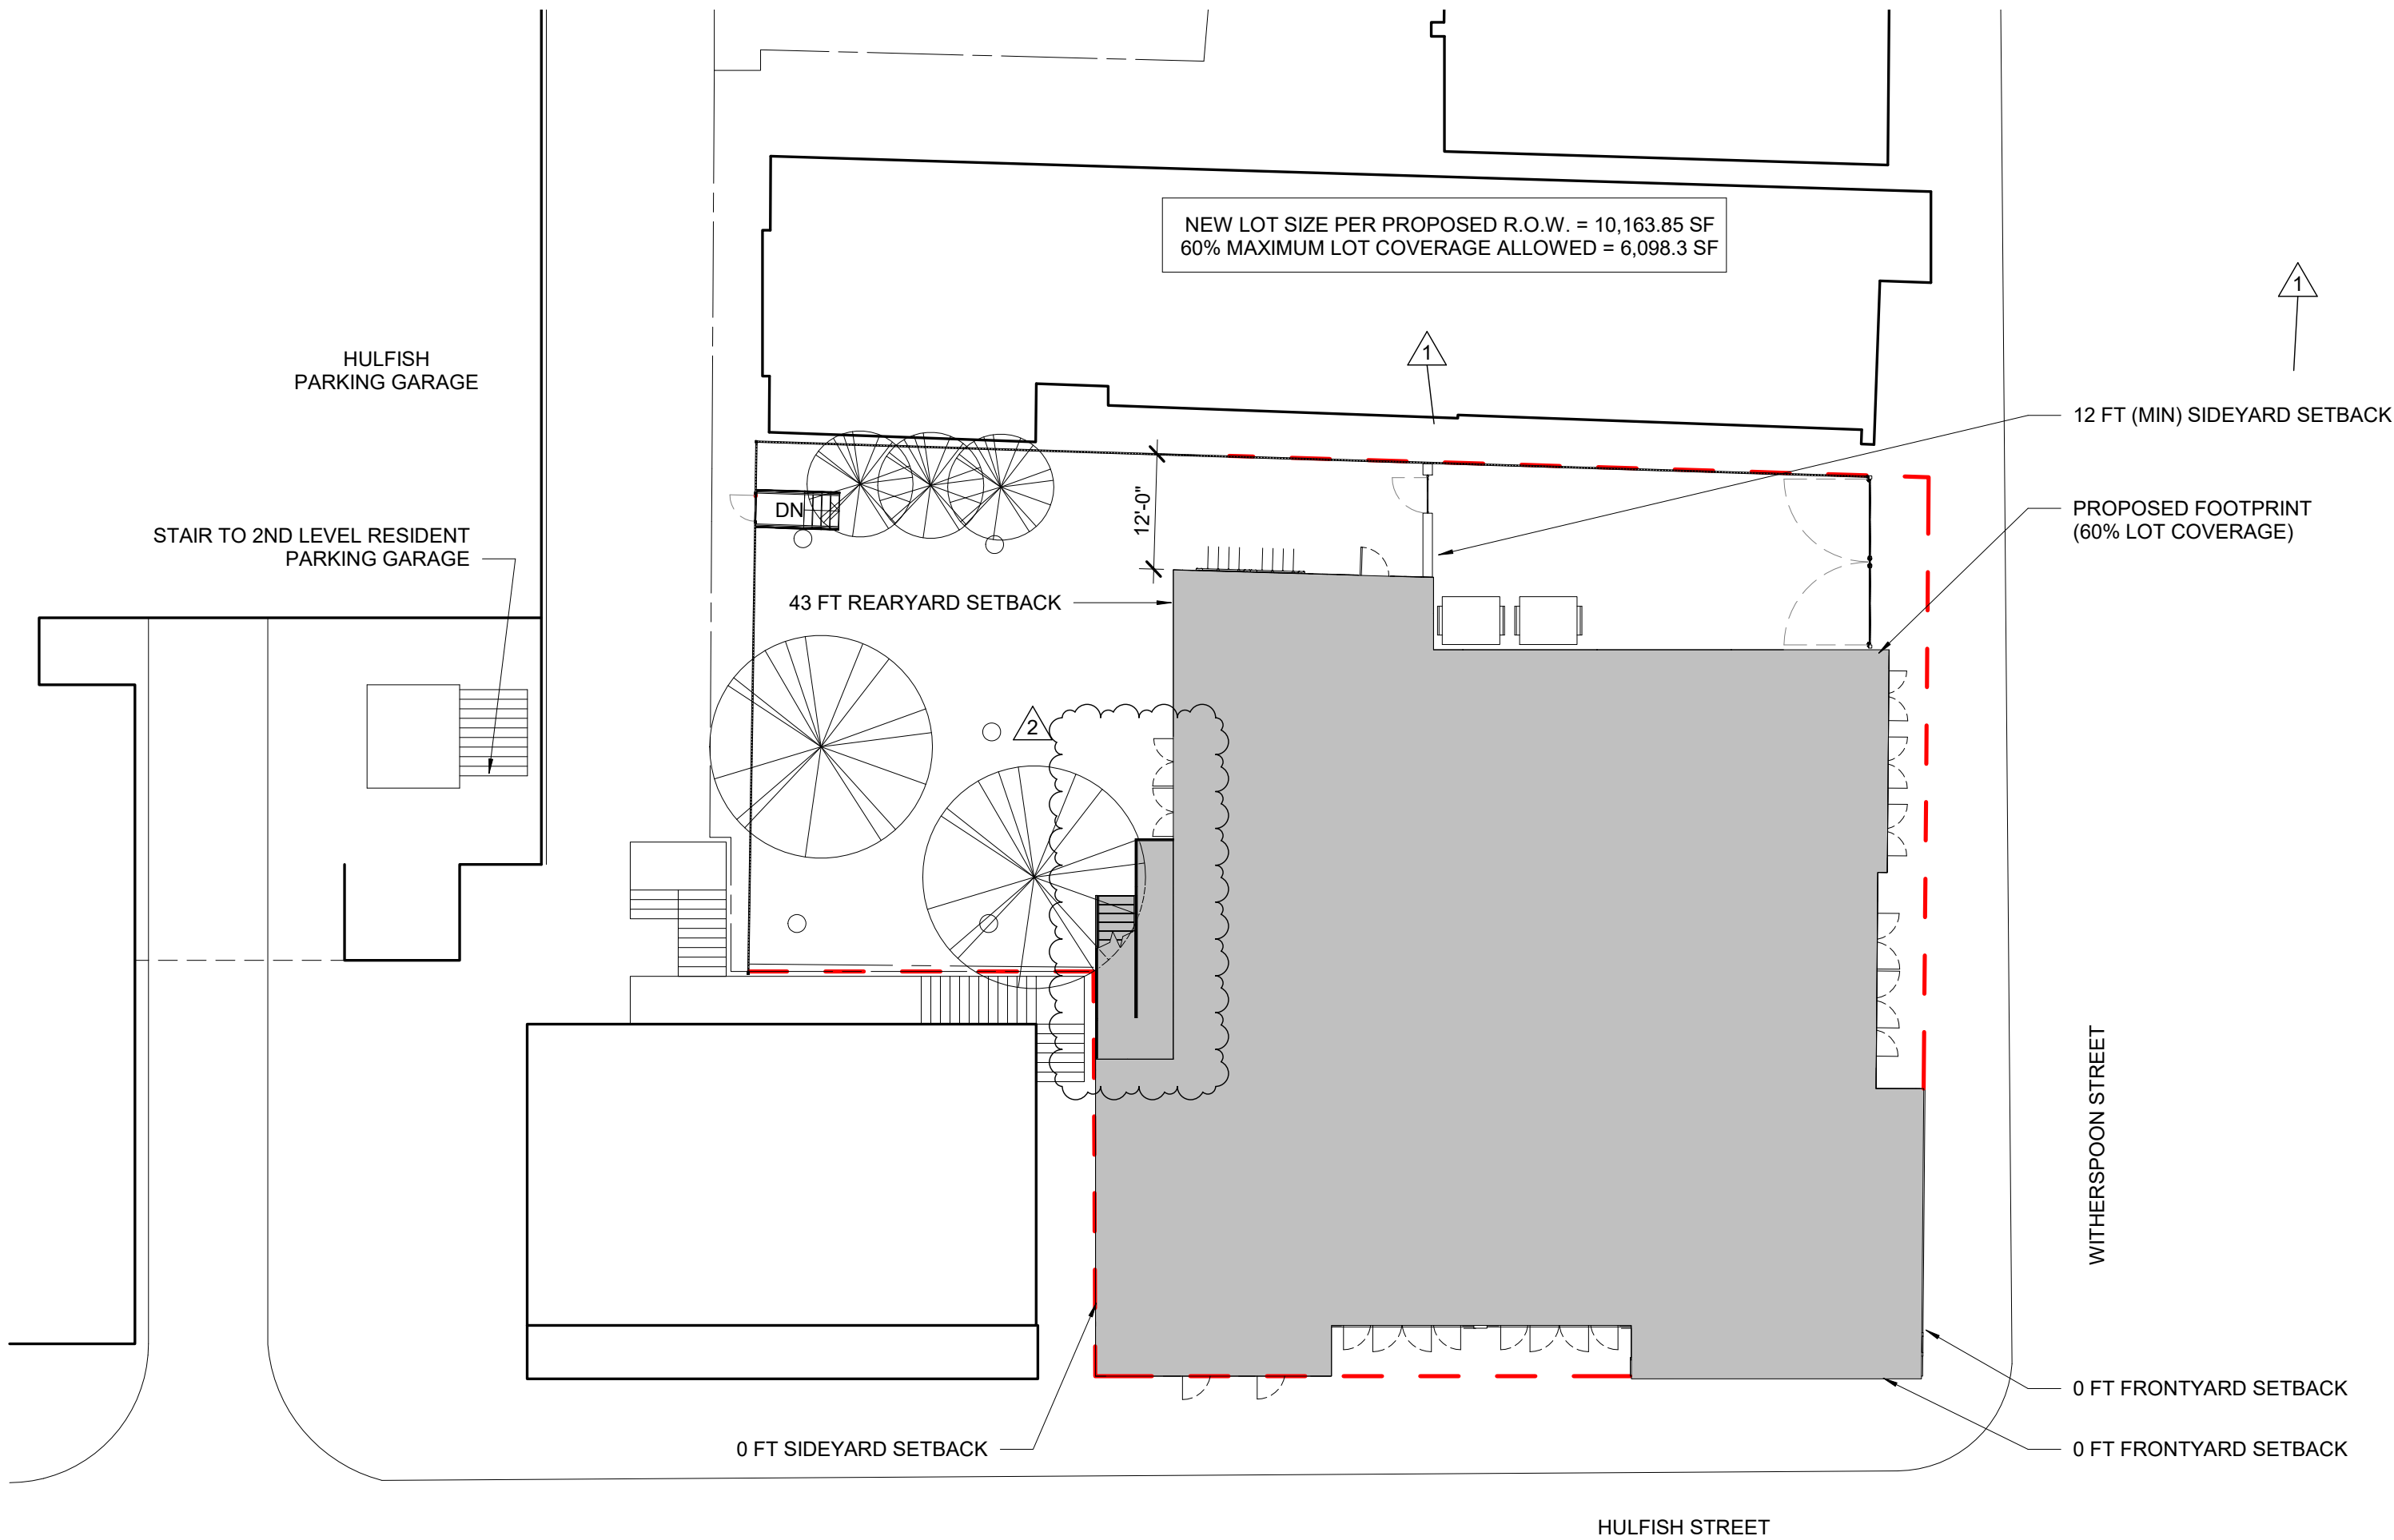 NEW LOT SIZE PER PROPOSED R.O.W. = 10,163.85 SF
60% MAXIMUM LOT COVERAGE ALLOWED = 6,098.3 SF
1
1
HULFISH
PARKING GARAGE
12 FT (MIN) SIDEYARD SETBACK
12'-0"
DN
PROPOSED FOOTPRINT
(60% LOT COVERAGE)
STAIR TO 2ND LEVEL RESIDENT
PARKING GARAGE
43 FT REARYARD SETBACK
2
WITHERSPOON STREET
0 FT FRONTYARD SETBACK
0 FT SIDEYARD SETBACK
0 FT FRONTYARD SETBACK
HULFISH STREET